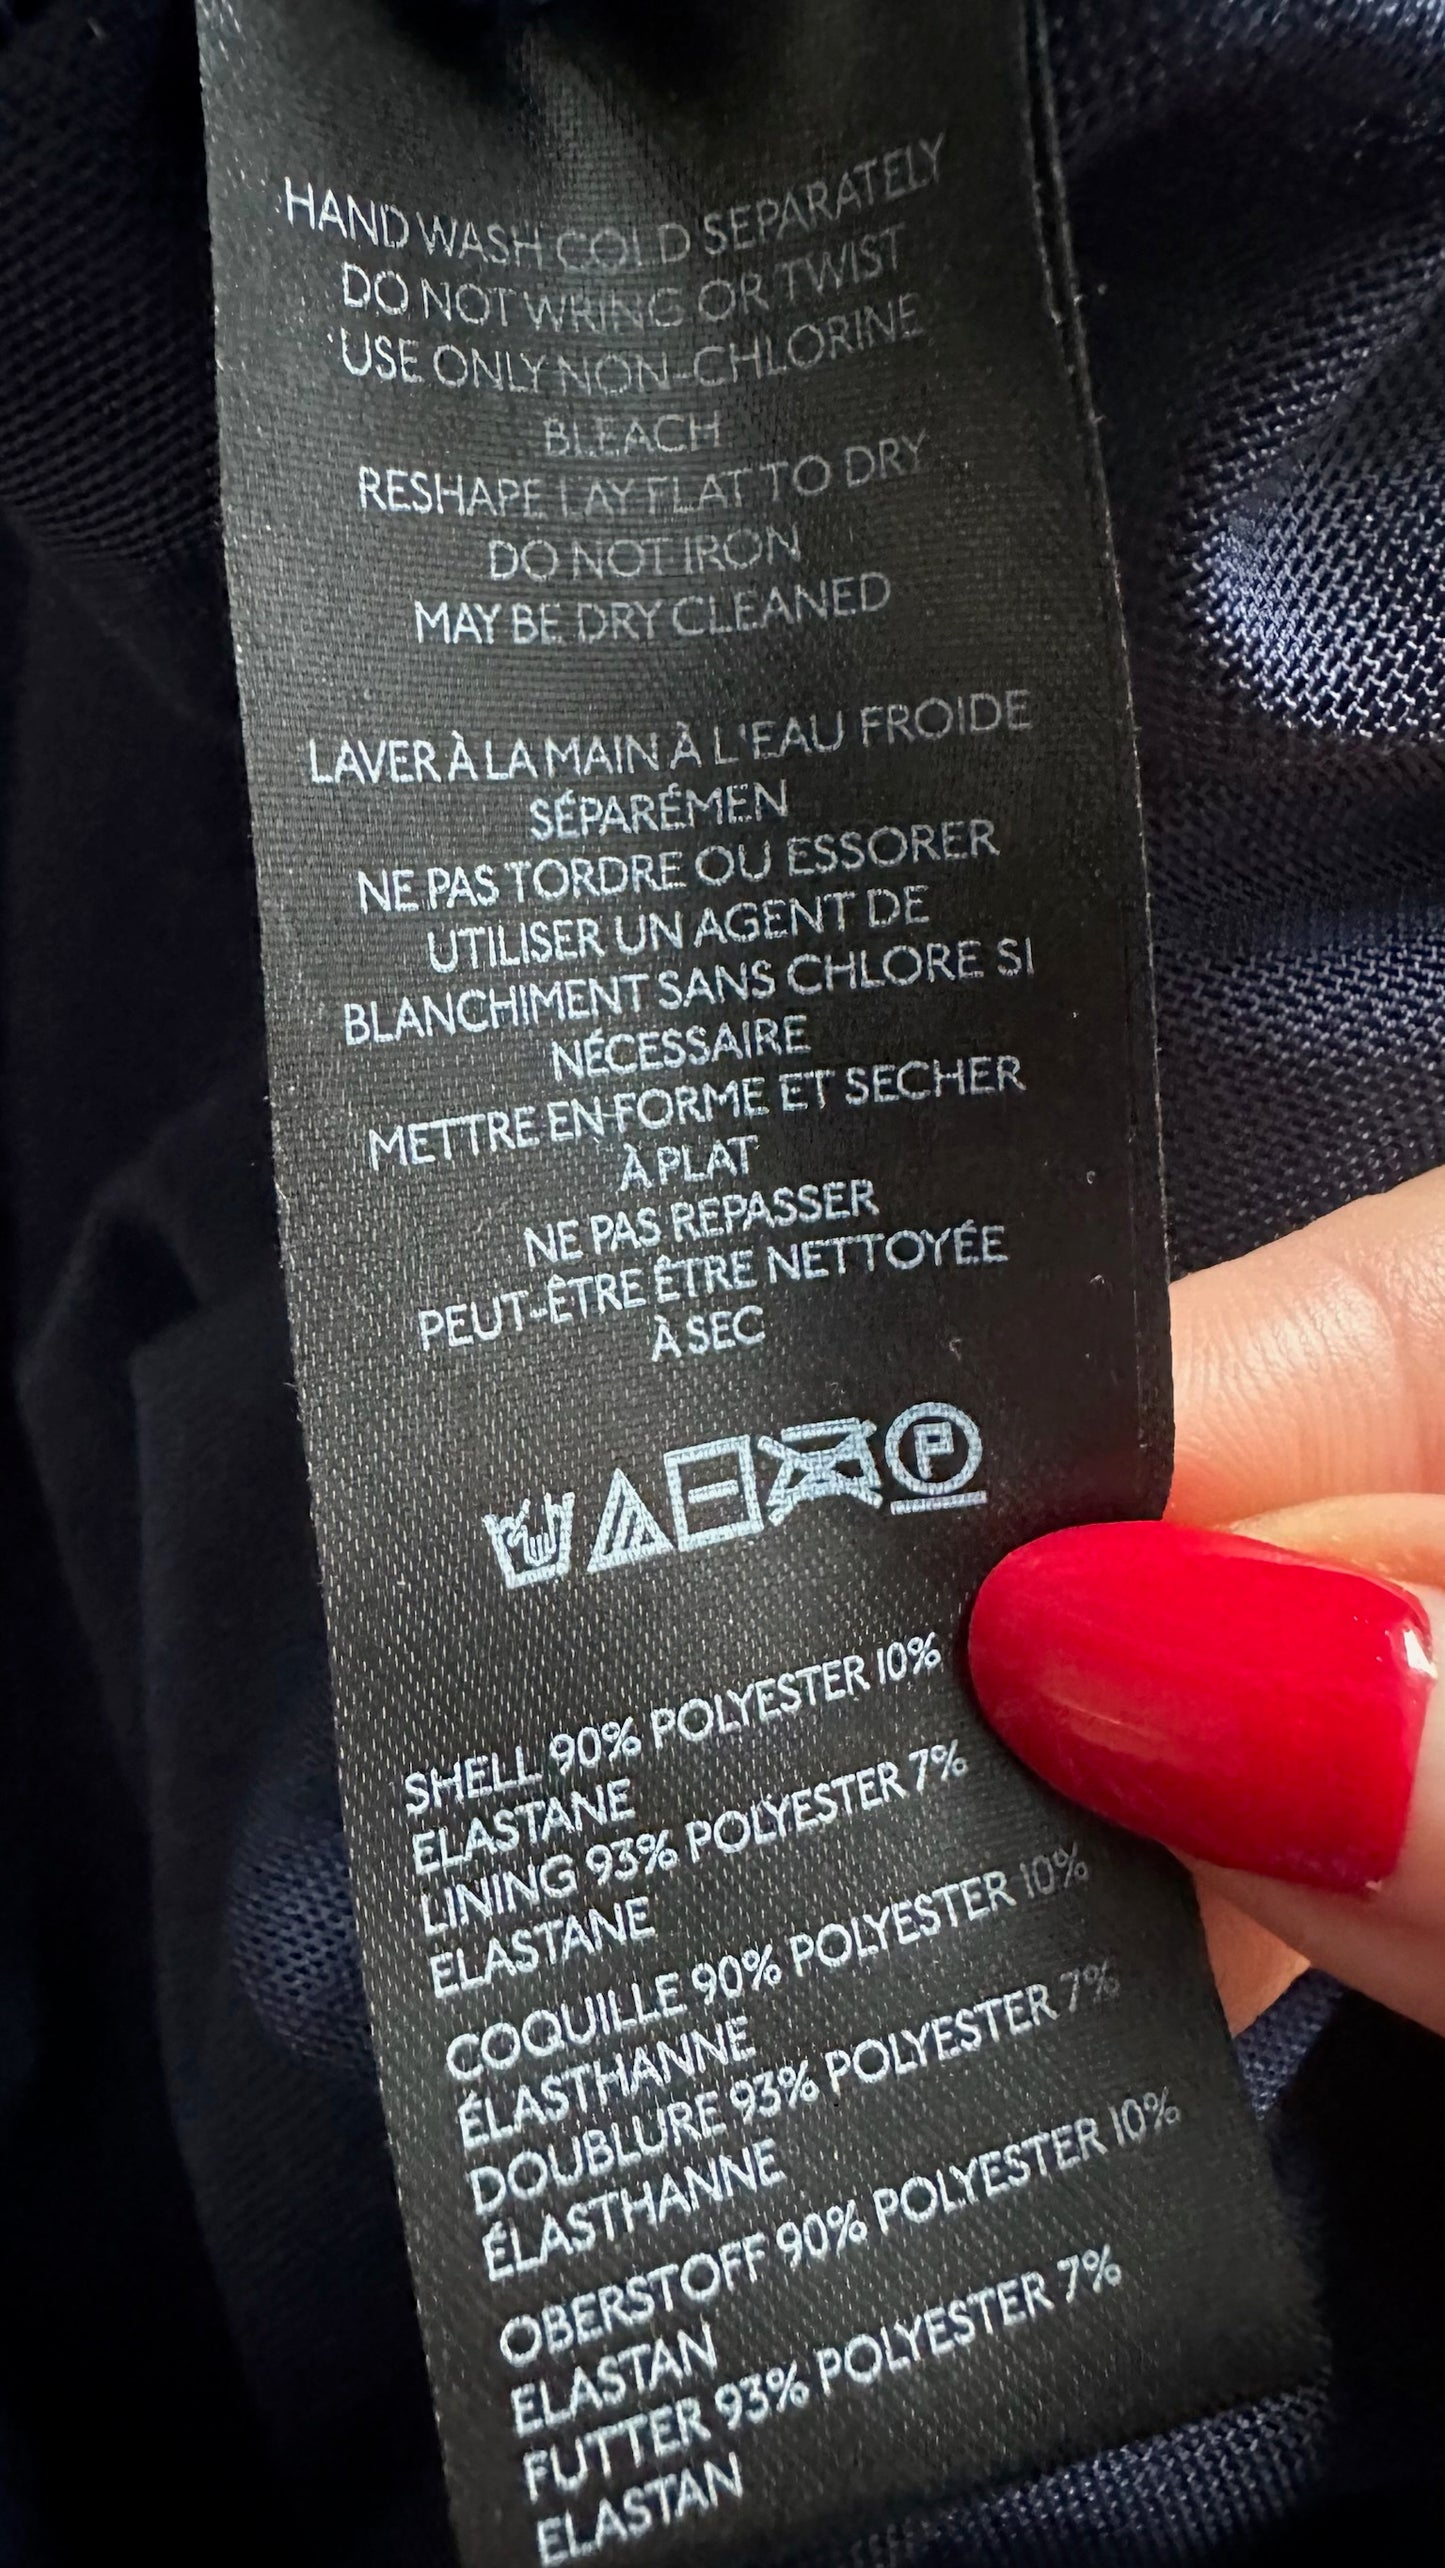 HAND WASH COLD SEPARATELY
DO NOT WRING OR TWIST
USE ONLY NON-CHLORINE
BLEACH
RESHAPE LAY FLAT TO DRY
DO NOT IRON
MAY BE DRY CLEANED
LAVER À LA MAIN À L'EAU FROIDE
SÉPARÉMEN
NE PAS TORDRE OU ESSORER
UTILISER UN AGENT DE
BLANCHIMENT SANS CHLORE SI
NÉCESSAIRE
METTRE EN FORME ET SECHER
À PLAT
NE PAS REPASSER
PEUT-ÊTRE ÊTRE NETTOYÉE
À SEC
P
SHELL 90% POLYESTER 10%
ELASTANE
LINING 93% POLYESTER 7%
ELASTANE
COQUILLE 90% POLYESTER 10%
ÉLASTHANNE
DOUBLURE 93% POLYESTER 7%
ÉLASTHANNE
OBERSTOFF 90% POLYESTER 10%
ELASTAN
FUTTER 93% POLYESTER 7%
ELASTAN